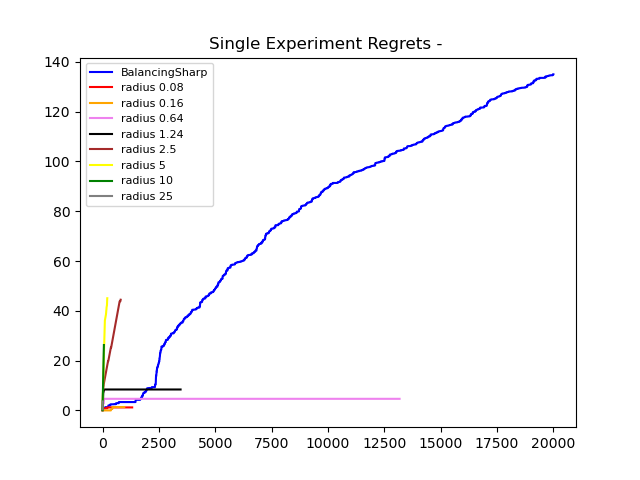 Single Experiment Regrets -
140
120
100
80
60
40
20
0
BalancingSharp
radius 0.08
radius 0.16
radius 0.64
radius 1.24
radius 2.5
radius 5
radius 10
radius 25
0 2500 5000 7500 10000 12500 15000 17500 20000